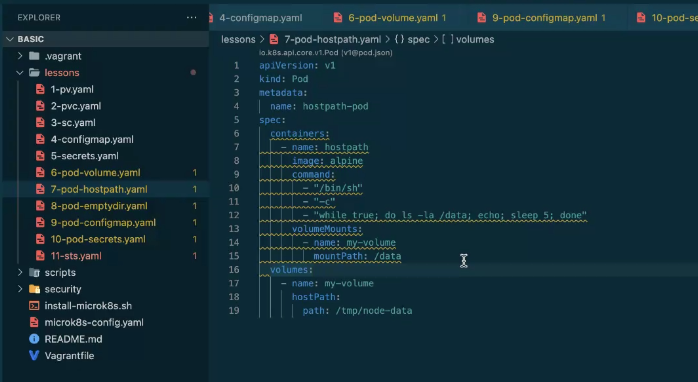 EXPLORER
...
4-configmap.yaml
6-pod-volume.yaml 1
9-pod-configmap.yaml 1
10-pod-se
BASIC
.vagrant
lessons
1-pv.yaml
2-pvc.yaml
3-sc.yaml
4-configmap.yaml
5-secrets.yaml
6-pod-volume.yaml 1
7-pod-hostpath.yaml 1
8-pod-emptydir.yaml 1
9-pod-configmap.yaml 1
10-pod-secrets.yaml 1
11-sts.yaml 1
scripts
security
install-microk8s.sh
microk8s-config.yaml
README.md
Vagrantfile
lessons > 7-pod-hostpath.yaml > {} spec > [ ] volumes
io.k8s.api.core.v1.Pod (v1@pod.json)
1 apiVersion: v1
2 kind: Pod
3 metadata:
4 name: hostpath-pod
5 spec:
6 containers:
7 - name: hostpath
8 image: alpine
9 command:
10 - "/bin/sh"
11 - "-c"
12 - "while true; do ls -la /data; echo; sleep 5; done"
13 volumeMounts:
14 - name: my-volume
15 mountPath: /data
16 volumes:
17 - name: my-volume
18 hostPath:
19 path: /tmp/node-data